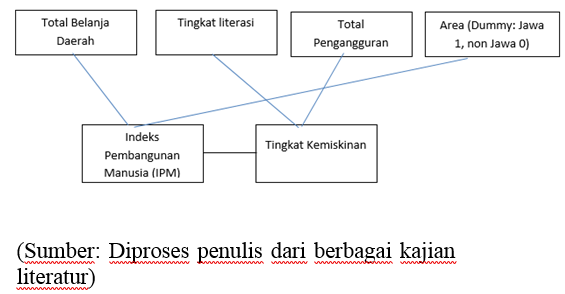 Total Belanja
Daerah
Tingkat literasi
Total
Pengangguran
Area (Dummy: Jawa
1, non Jawa 0)
Indeks
Pembangunan
Manusia (IPM)
Tingkat Kemiskinan
(Sumber: Diproses penulis dari berbagai kajian
literatur)